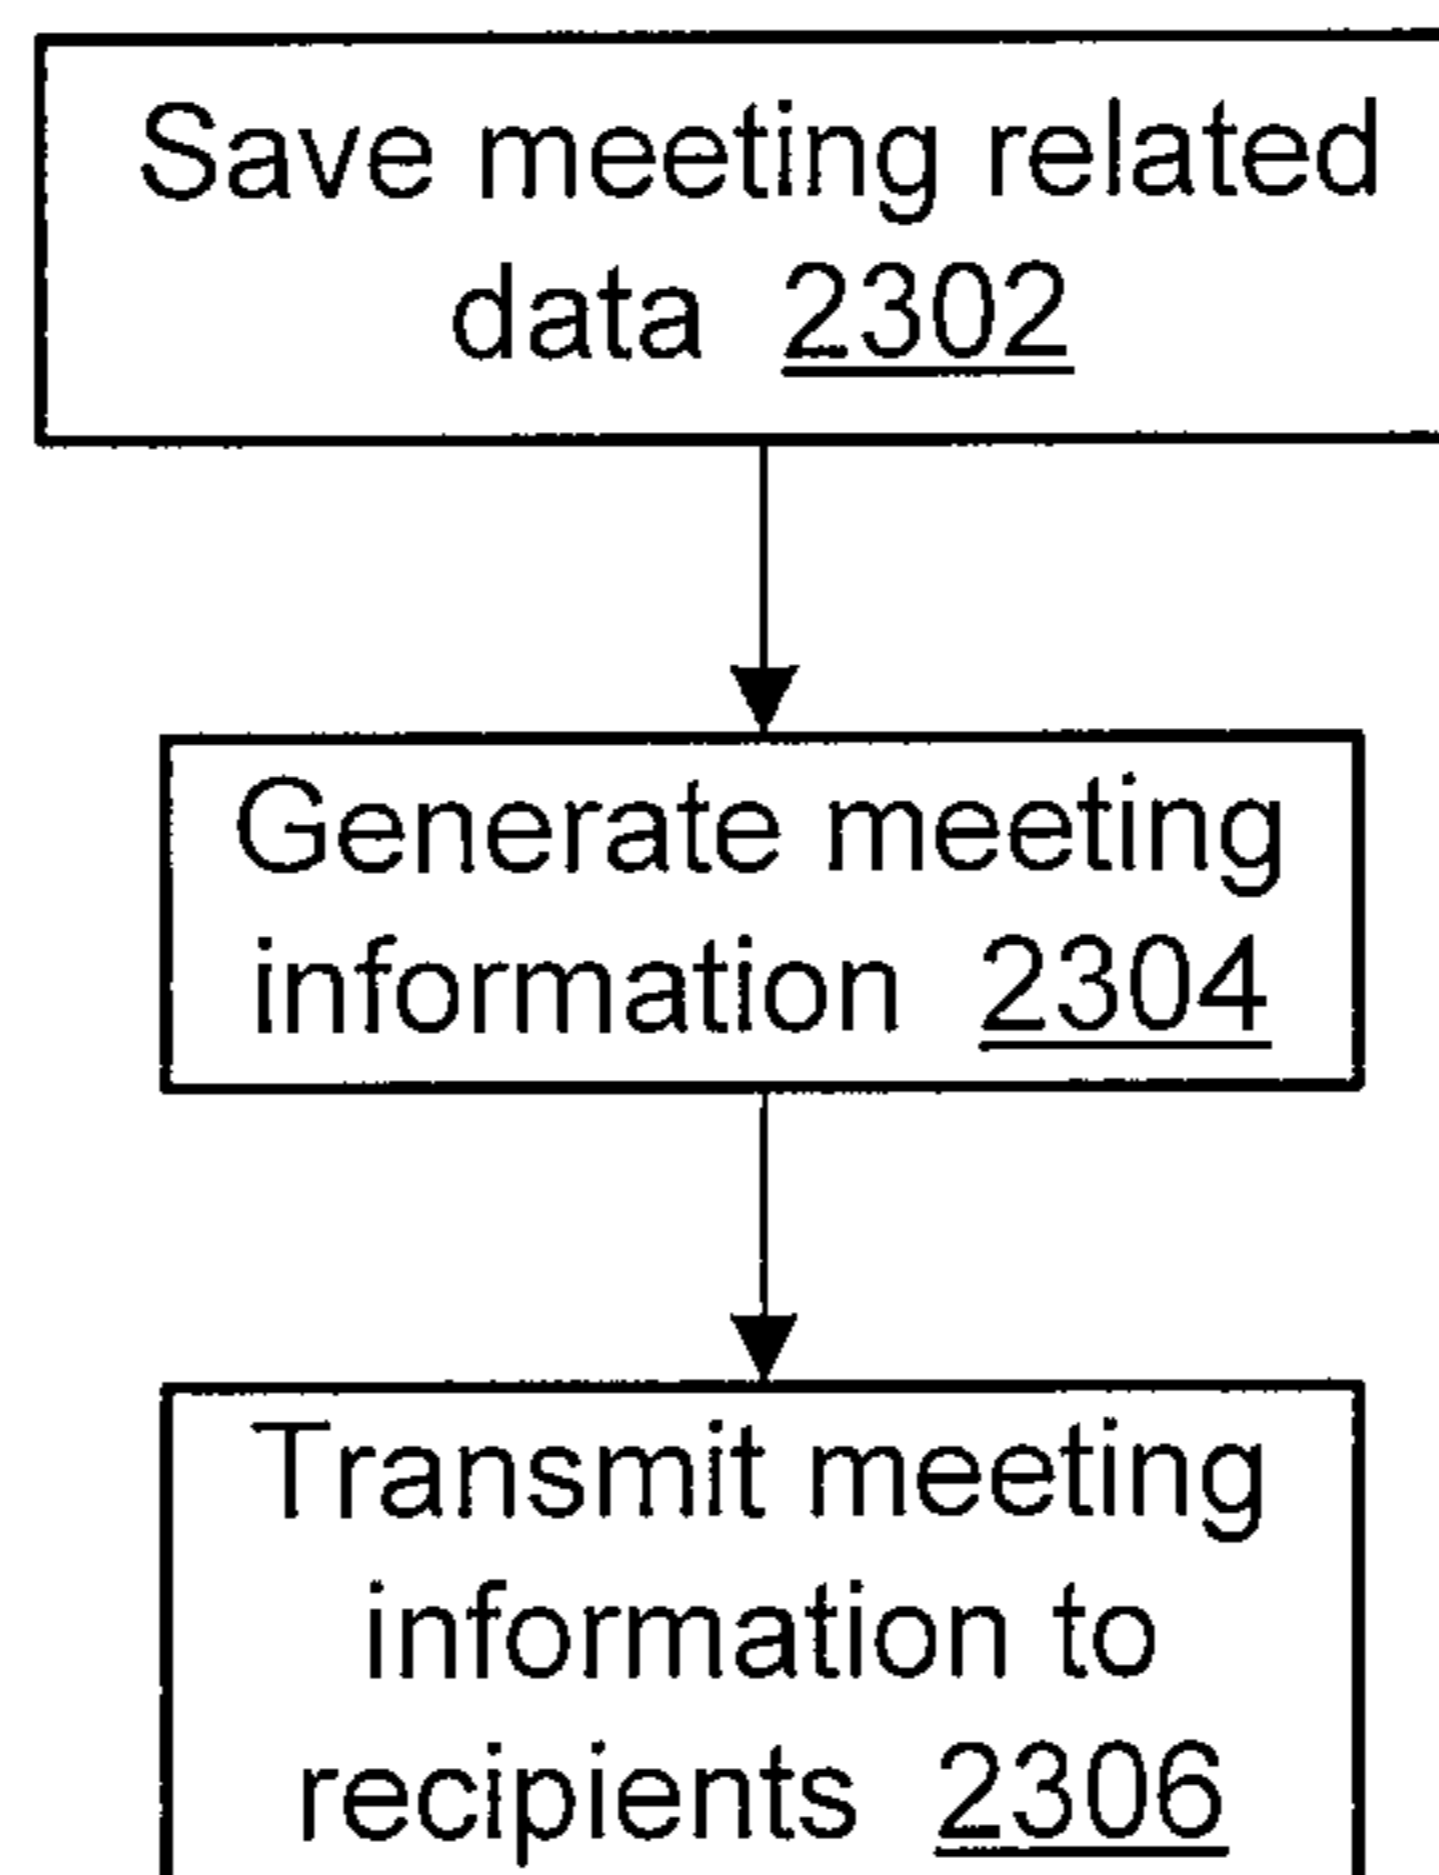 Save meeting related
data 2302
Generate meeting
information 2304
Transmit meeting
information to
recipients 2306